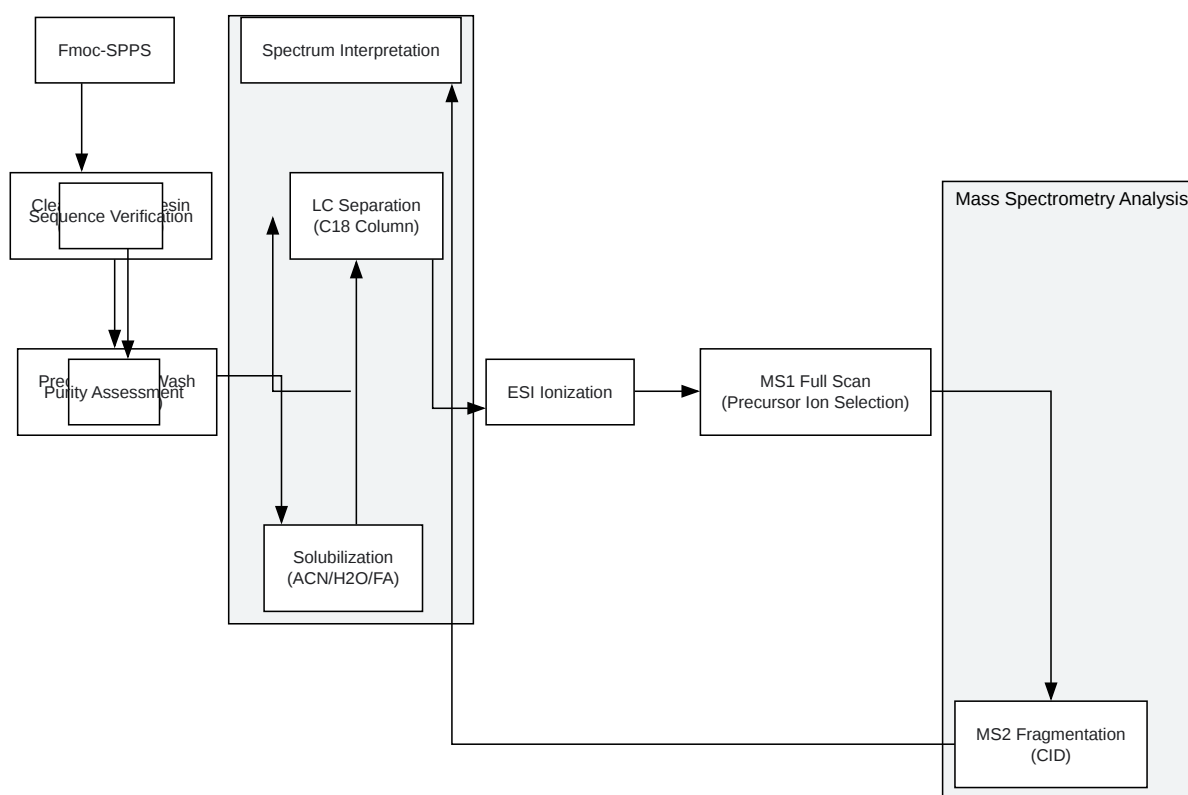 Fmoc-SPPS
Spectrum Interpretation
Sequence Verification
LC Separation
(C18 Column)
Mass Spectrometry Analysis
Purity Assessment
ESI Ionization
MS1 Full Scan
(Precursor Ion Selection)
Solubilization
(ACN/H2O/FA)
MS2 Fragmentation
(CID)